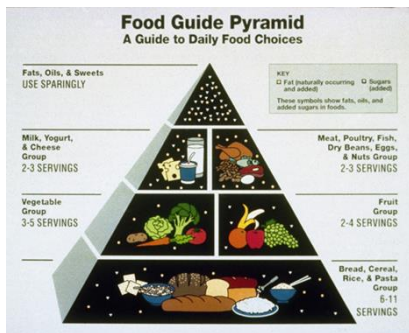 Food Guide Pyramid
A Guide to Daily Food Choices
Fats, Oils, & Sweets
USE SPARINGLY
KEY
Fat (naturally occurring
and added)
Sugars
(added)
These symbols show fats, oils, and
added sugars in foods.
Milk, Yogurt,
& Cheese
Group
2-3 SERVINGS
Meat, Poultry, Fish,
Dry Beans, Eggs,
& Nuts Group
2-3 SERVINGS
Vegetable
Group
3-5 SERVINGS
Fruit
Group
2-4 SERVINGS
Bread, Cereal,
Rice, & Pasta
Group
6-11
SERVINGS